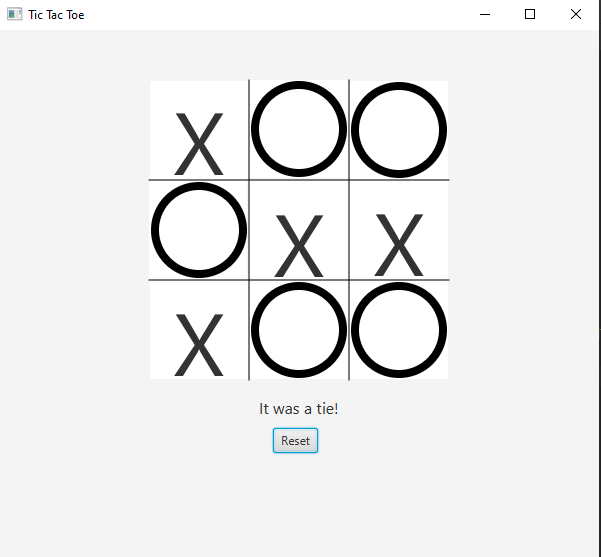 Tic Tac Toe
X
X X
X
It was a tie!
Reset